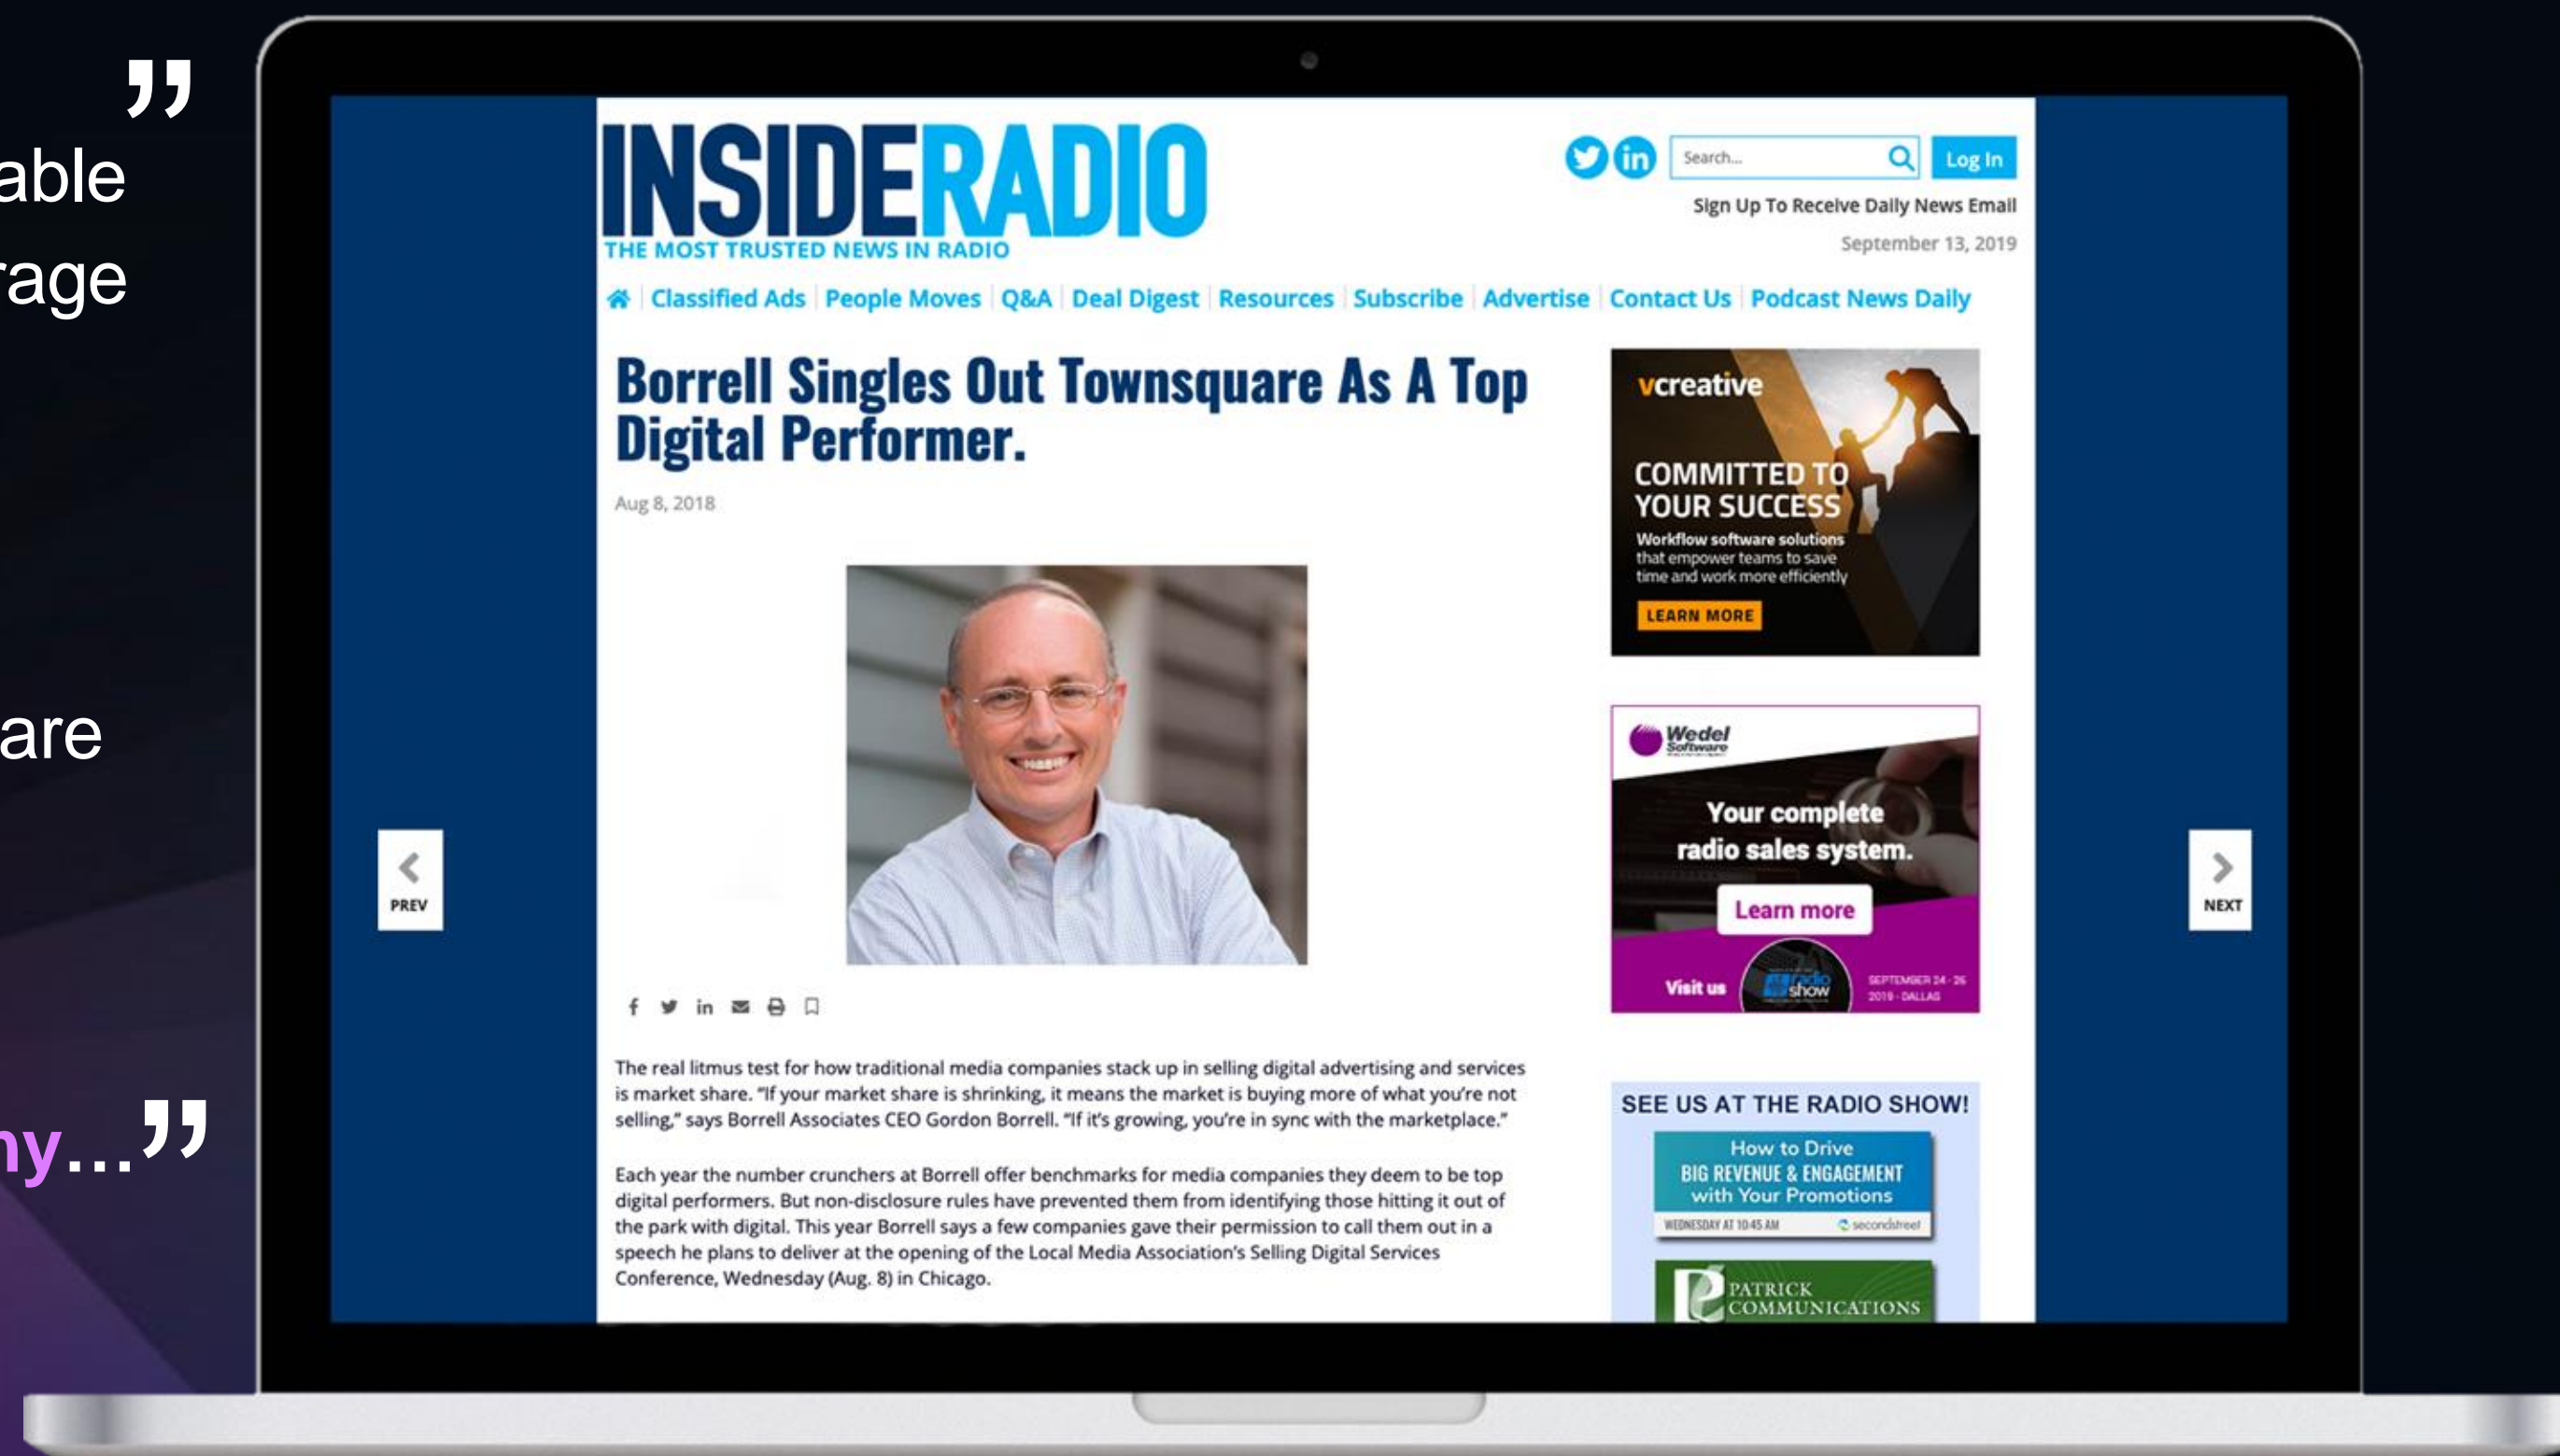 ”
able
rage
are
ny...”
INSIDERADIO
THE MOST TRUSTED NEWS IN RADIO
in
Search...
Log In
Sign Up To Receive Daily News Email
September 13, 2019
Classified Ads
People Moves
Q&A
Deal Digest
Resources
Subscribe
Advertise
Contact Us
Podcast News Daily
Borrell Singles Out Townsquare As A Top
Digital Performer.
Aug 8, 2018
PREV
f in
The real litmus test for how traditional media companies stack up in selling digital advertising and services
is market share. “If your market share is shrinking, it means the market is buying more of what you’re not
selling,” says Borrell Associates CEO Gordon Borrell. “If it’s growing, you’re in sync with the marketplace.”
Each year the number crunchers at Borrell offer benchmarks for media companies they deem to be top
digital performers. But non-disclosure rules have prevented them from identifying those hitting it out of
the park with digital. This year Borrell says a few companies gave their permission to call them out in a
speech he plans to deliver at the opening of the Local Media Association’s Selling Digital Services
Conference, Wednesday (Aug. 8) in Chicago.
vcreative
COMMITTED TO
YOUR SUCCESS
Workflow software solutions
that empower teams to save
time and work more efficiently
LEARN MORE
Wedel
Software
Your complete
radio sales system.
Learn more
Visit us
radio
show
SEPTEMBER 24 - 26
2019 - DALLAS
SEE US AT THE RADIO SHOW!
How to Drive
BIG REVENUE & ENGAGEMENT
with Your Promotions
WEDNESDAY AT 10:45 AM
secondstreet
PATRICK
COMMUNICATIONS
NEXT